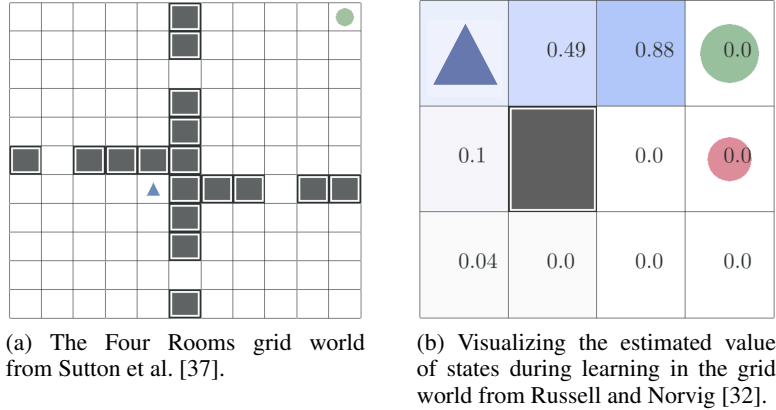 0.49 0.88 0.0
0.1 0.0 0.0
0.04 0.0 0.0 0.0
(a) The Four Rooms grid world
from Sutton et al. [37].
(b) Visualizing the estimated value
of states during learning in the grid
world from Russell and Norvig [32].